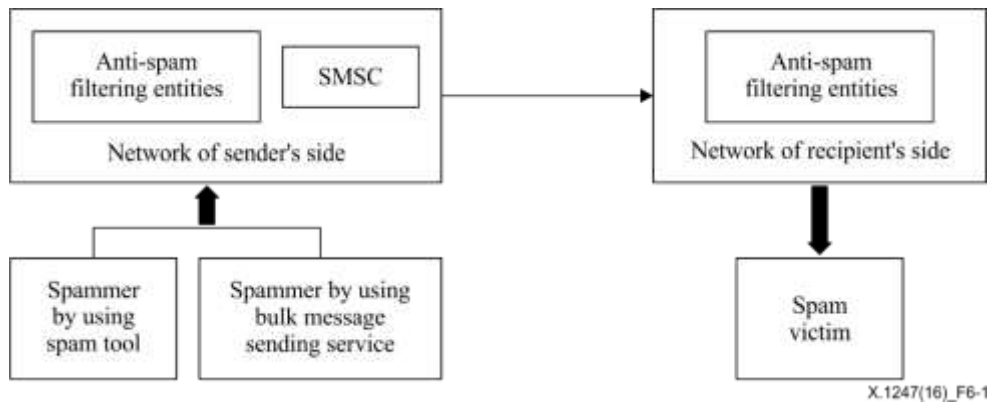 Anti-spam
filtering entities
SMSC
Network of sender's side
Anti-spam
filtering entities
Network of recipient's side
Spammer
by using
spam tool
Spammer by using
bulk message
sending service
Spam
victim
X.1247(16)_F6-1